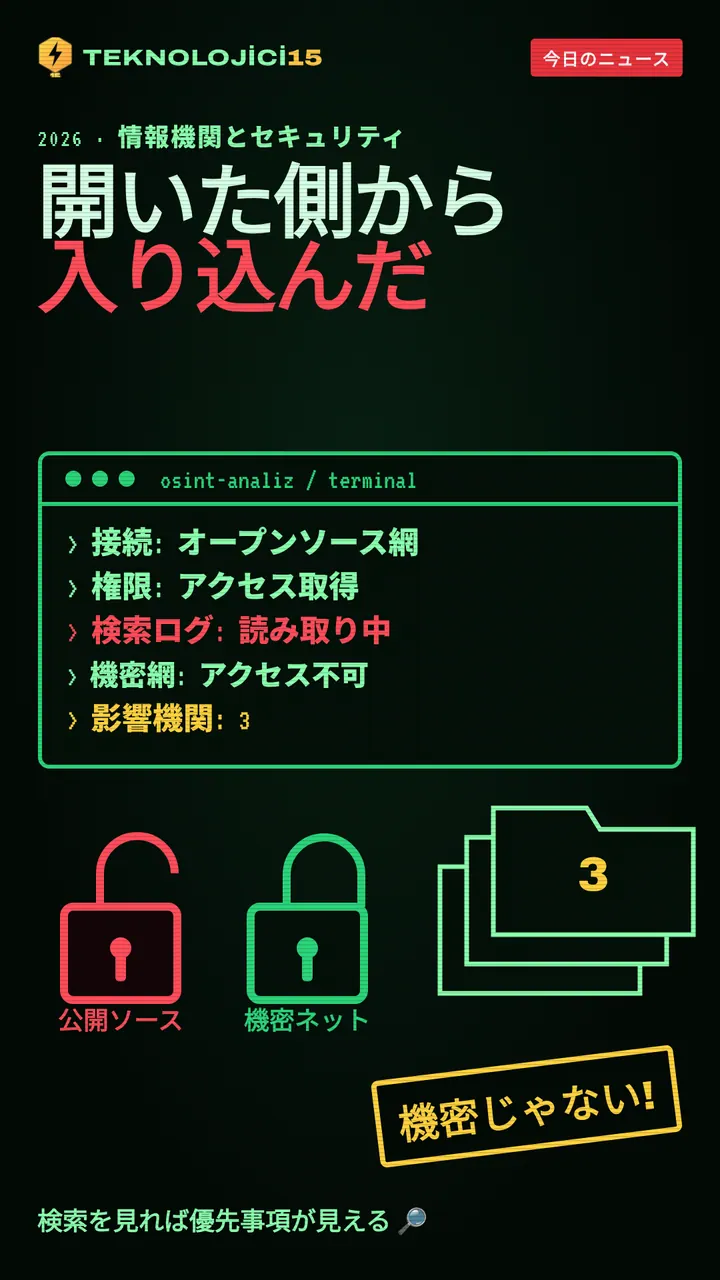 TEKNOLOJİCİ15
今日のニュース
2026 · 情報機関とセキュリティ
開いた側から
入り込んだ
osint-analiz / terminal
› 接続: オープンソース網
› 権限: アクセス取得
› 検索ログ: 読み取り中
› 機密網: アクセス不可
› 影響機関: 3
3
公開ソース
機密ネット
機密じゃない!
検索を見れば優先事項が見える 🔎